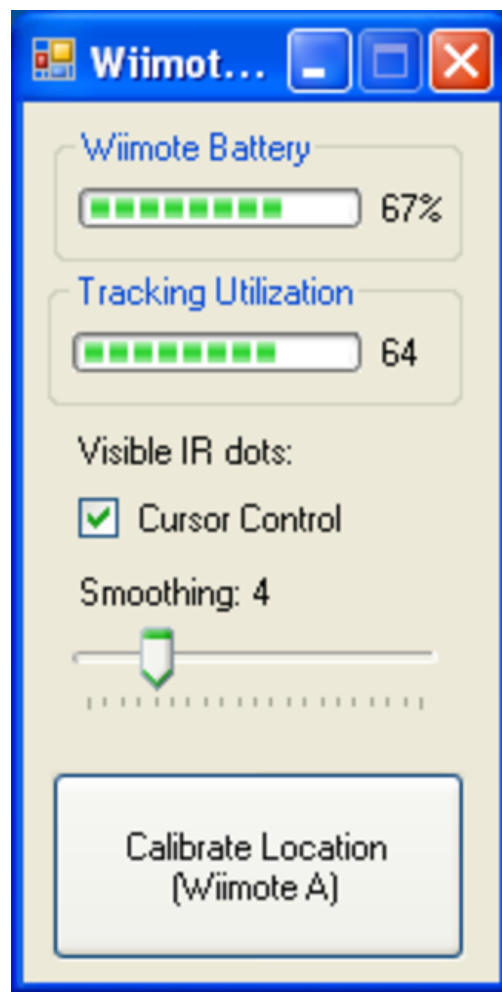 Wiimot...
Wiimote Battery
67%
Tracking Utilization
64
Visible IR dots:
Cursor Control
Smoothing: 4
Calibrate Location
(Wiimote A)